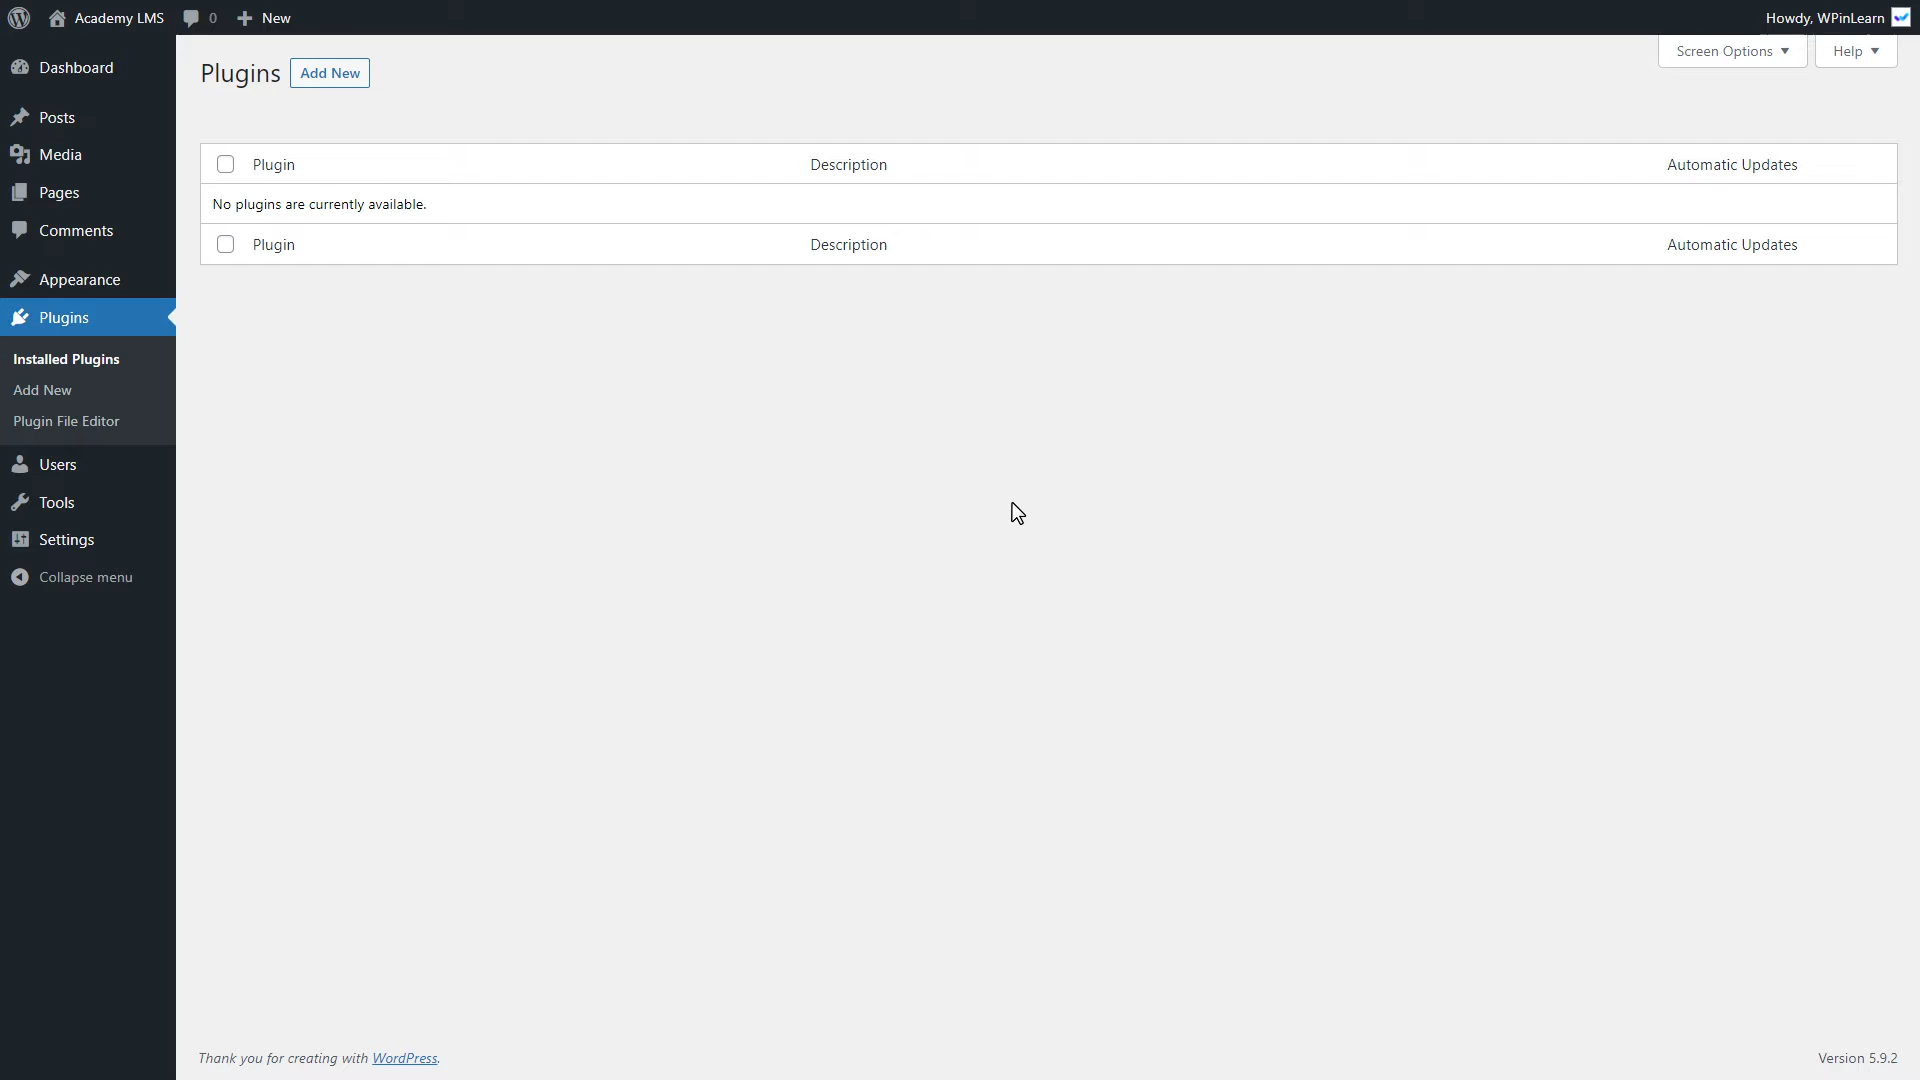 Academy LMS
0
New
Howdy, WPinLearn
Dashboard
Posts
Media
Pages
Comments
Appearance
Plugins
Installed Plugins
Add New
Plugin File Editor
Users
Tools
Settings
Collapse menu
Screen Options
Help
Plugins
Add New
Plugin Description Automatic Updates
No plugins are currently available.
Plugin Description Automatic Updates
Thank you for creating with WordPress.
Version 5.9.2